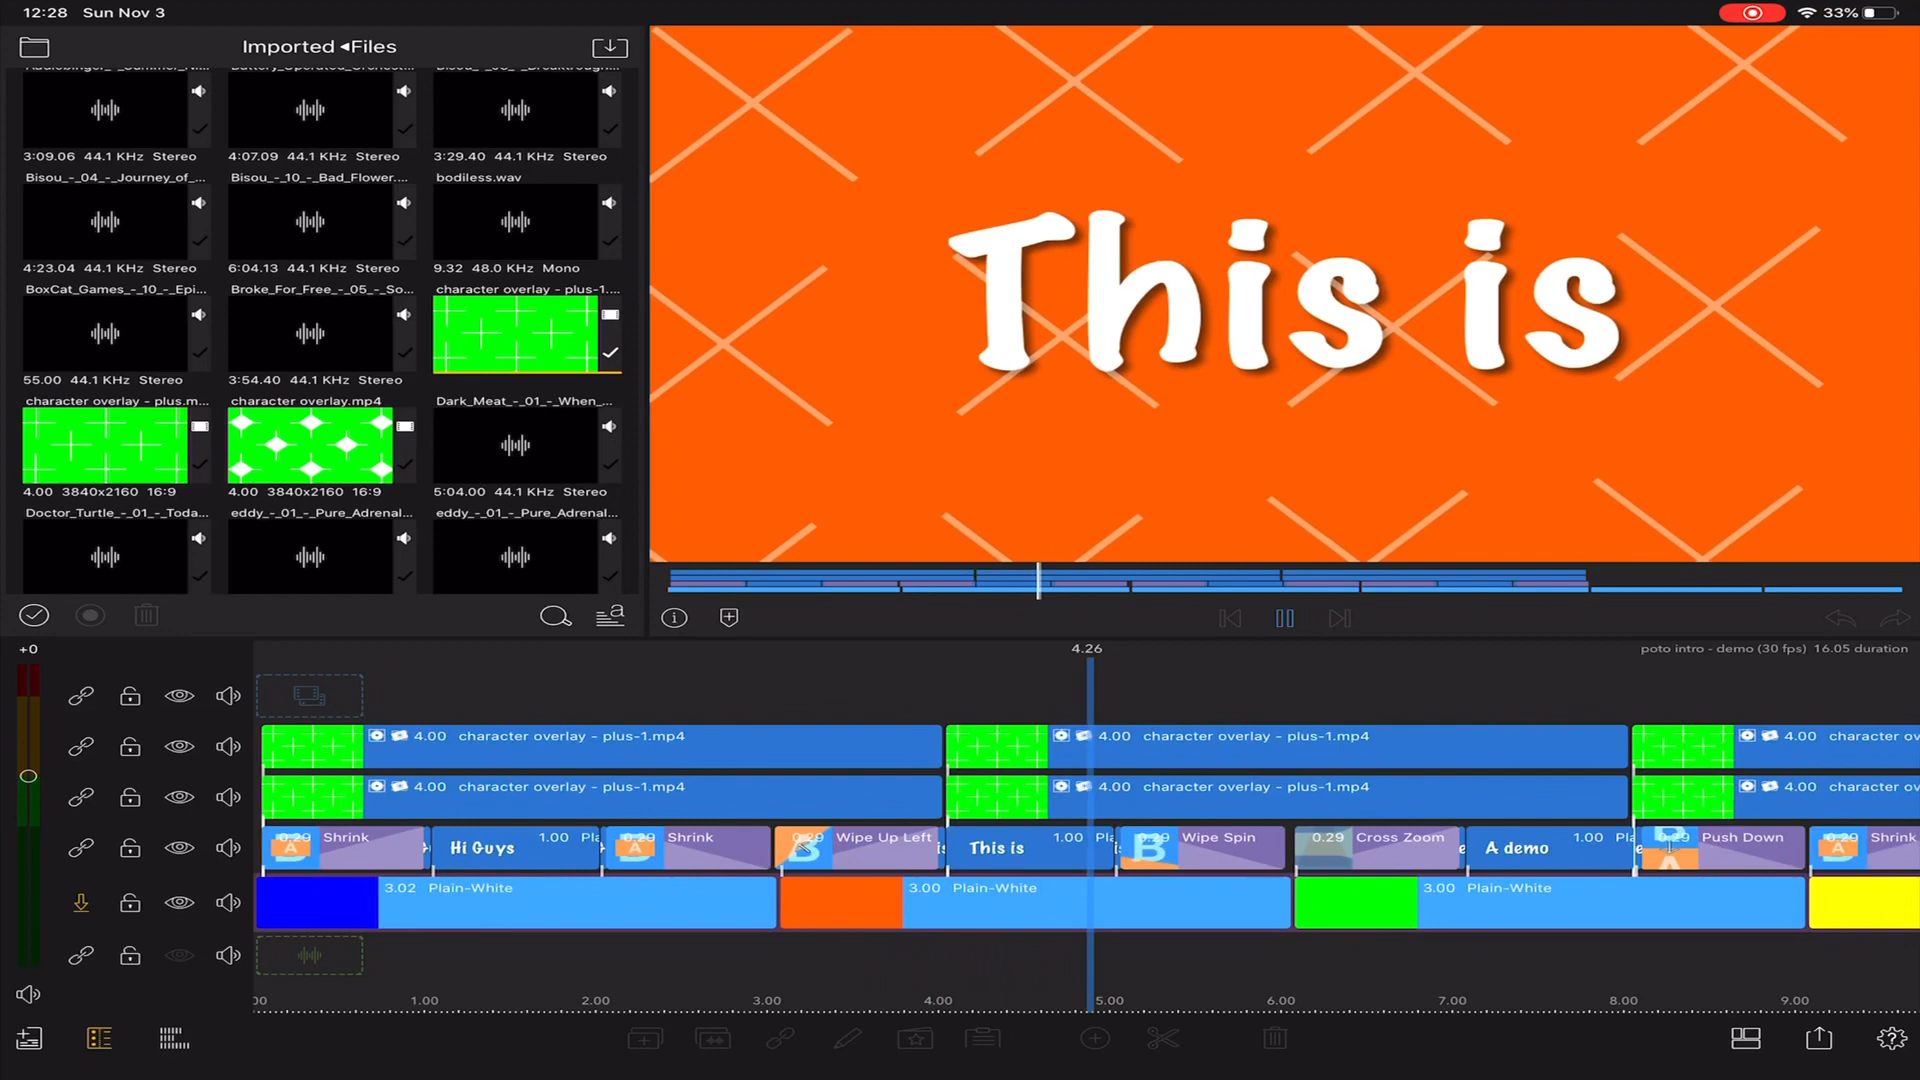 12:28 Sun Nov 3
33%
Imported ◂Files
3:09.06 44.1 KHz Stereo
4:07.09 44.1 KHz Stereo
3:29.40 44.1 KHz Stereo
Bisou_-_04_-_Journey_of_...
Bisou_-_10_-_Bad_Flower....
bodiless.wav
4:23.04 44.1 KHz Stereo
6:04.13 44.1 KHz Stereo
9.32 48.0 KHz Mono
BoxCat_Games_-_10_-_Epi...
Broke_For_Free_-_05_-_So...
character overlay - plus-1....
55.00 44.1 KHz Stereo
3:54.40 44.1 KHz Stereo
character overlay - plus.m...
character overlay.mp4
Dark_Meat_-_01_-_When_...
4.00 3840x2160 16:9
4.00 3840x2160 16:9
5:04.00 44.1 KHz Stereo
Doctor_Turtle_-_01_-_Toda...
eddy_-_01_-_Pure_Adrenal...
eddy_-_01_-_Pure_Adrenal...
This is
+0
4.26
poto intro - demo (30 fps) 16.05 duration
4.00 character overlay - plus-1.mp4
4.00 character overlay - plus-1.mp4
4.00 character ov
4.00 character overlay - plus-1.mp4
4.00 character overlay - plus-1.mp4
4.00 character ov
0.29 Shrink
Hi Guys
1.00 Pla
0.29 Shrink
0.29 Wipe Up Left
This is
1.00 Pla
0.29 Wipe Spin
0.29 Cross Zoom
A demo
1.00 Pla
0.29 Push Down
0.29 Shrink
3.02 Plain-White
3.00 Plain-White
3.00 Plain-White
00 1.00 2.00 3.00 4.00 5.00 6.00 7.00 8.00 9.00